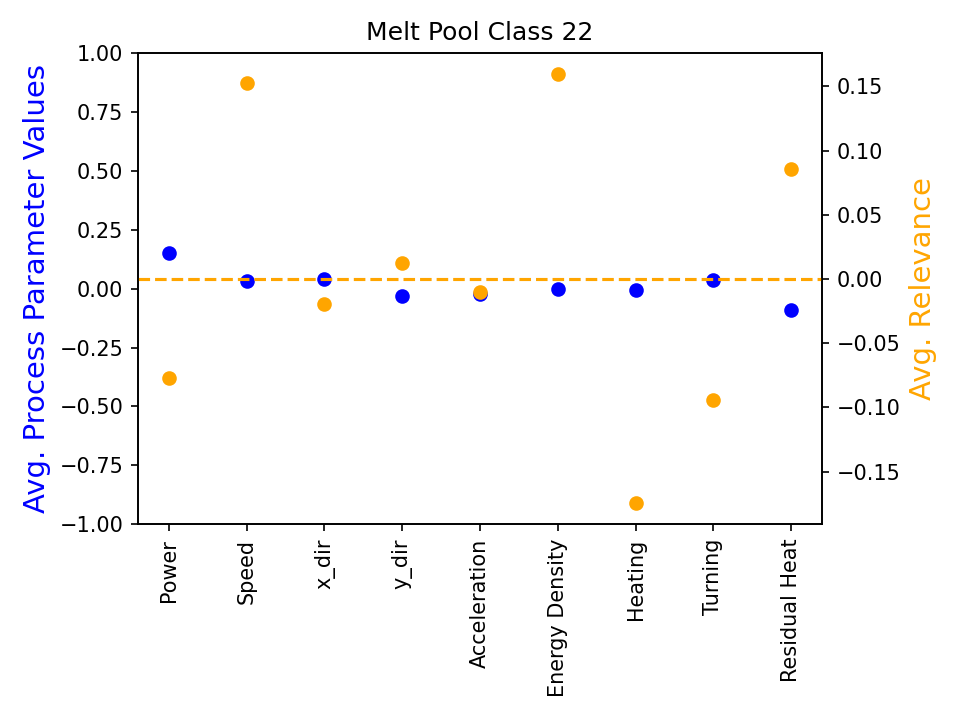 Melt Pool Class 22
Avg. Process Parameter Values
1.00
0.75
0.50
0.25
0.00
−0.25
−0.50
−0.75
−1.00
0.15
0.10
0.05
0.00
−0.05
−0.10
−0.15
Avg. Relevance
Power
Speed
x_dir
y_dir
Acceleration
Energy Density
Heating
Turning
Residual Heat